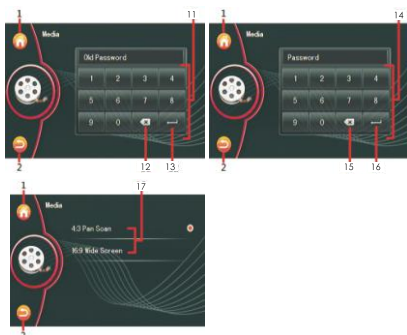 1
11
Media
Old Password
1 2 3 4
5 6 7 8
9 0
2
12 13
1
14
Media
Password
1 2 3 4
5 6 7 8
9 0
2
15 16
1
17
Media
4:3 Pan Scan
16:9 Wide Screen
2